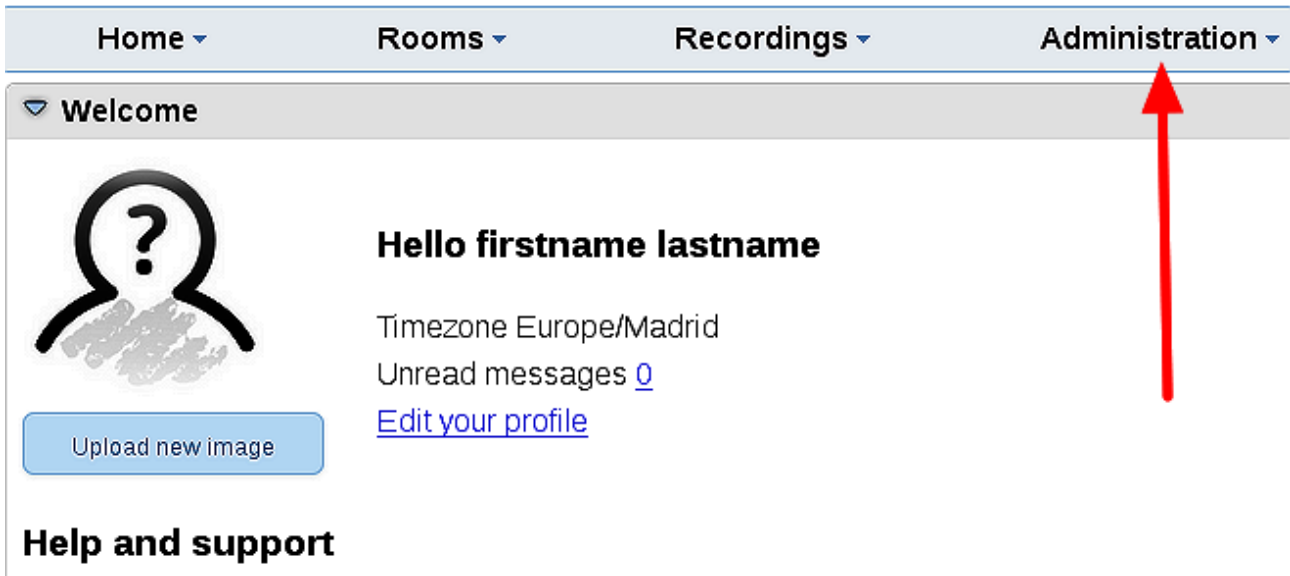 Home Rooms Recordings Administration
Welcome
?
Hello firstname lastname
Timezone Europe/Madrid
Unread messages 0
Edit your profile
Upload new image
Help and support